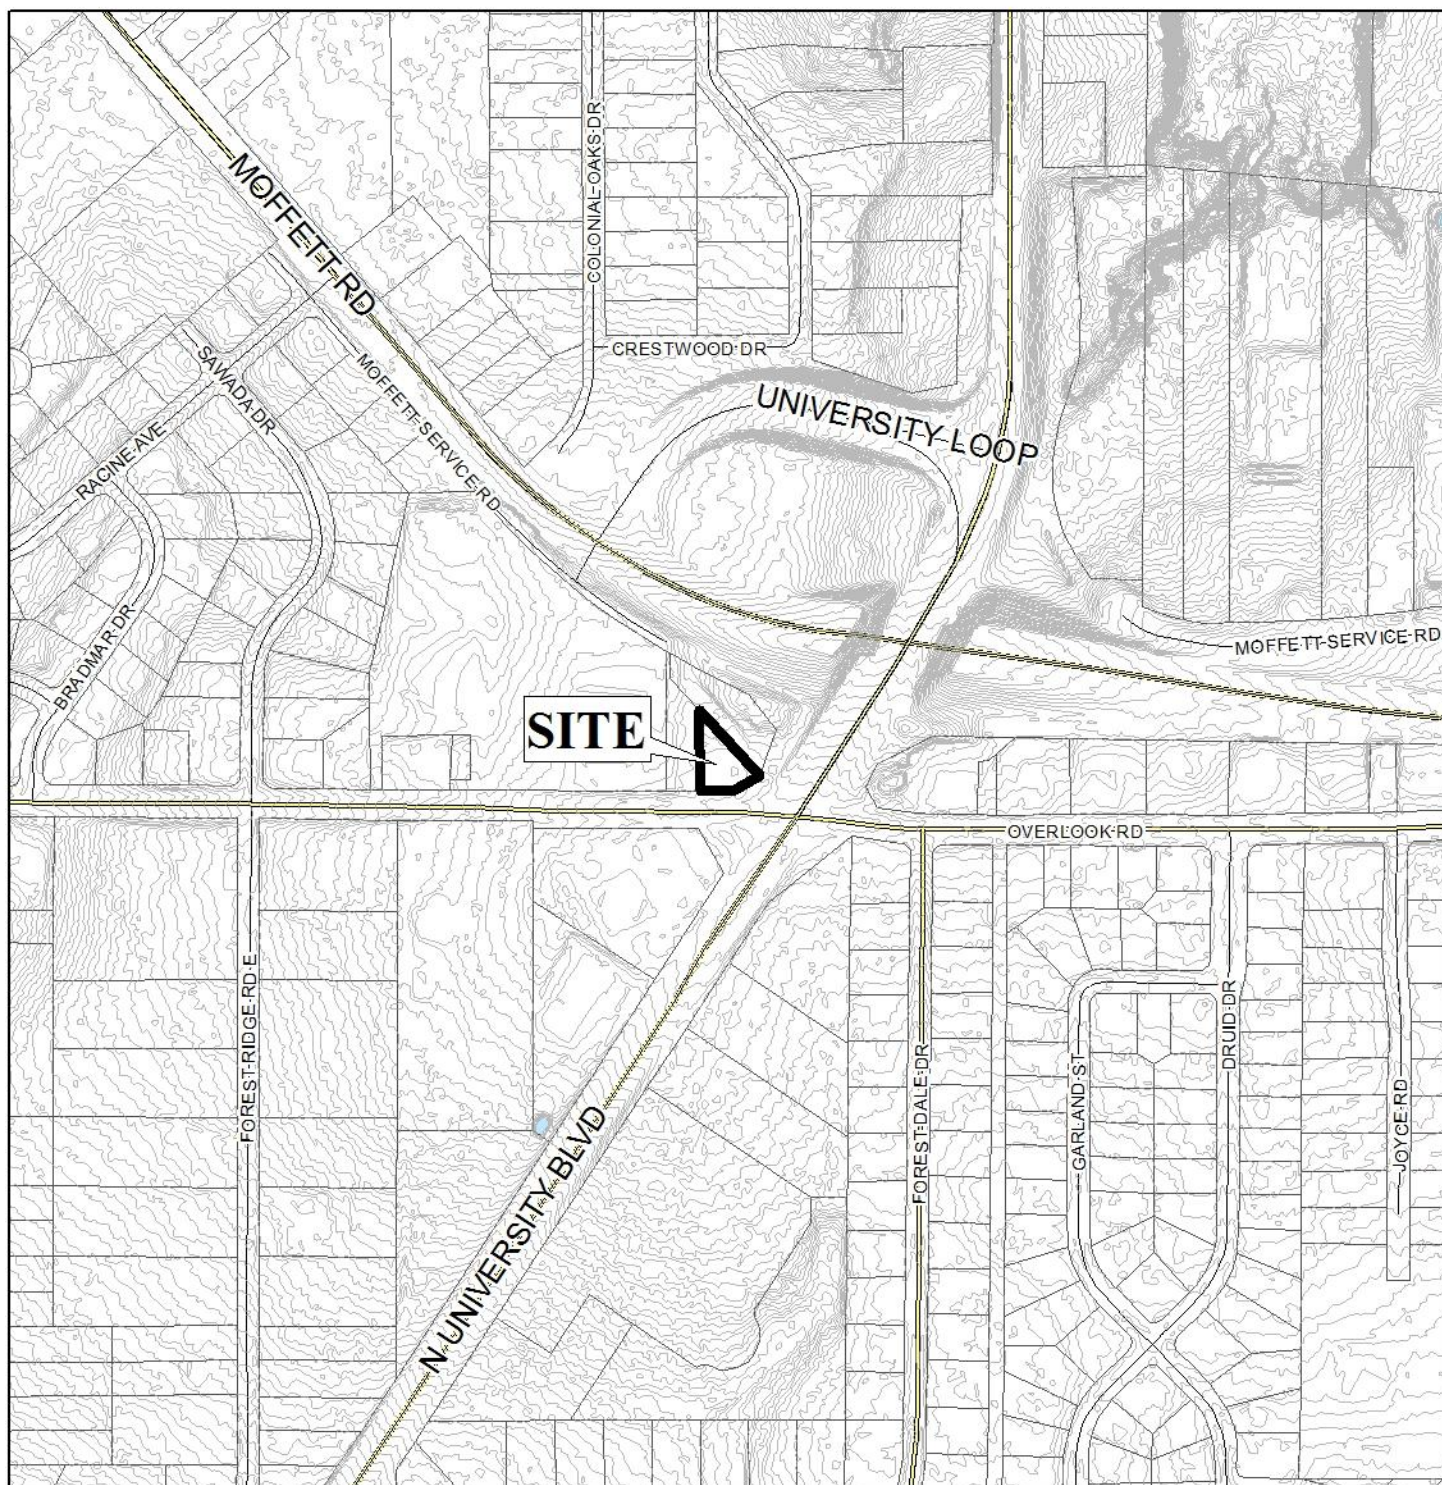 COLONIAL OAKS DR
MOFFETT RD
CRESTWOOD DR
SAWADA DR
MOFFETT SERVICE RD
UNIVERSITY LOOP
RACINE AVE
BRADMAR DR
MOFFETT SERVICE RD
SITE
OVERLOOK RD
FOREST RIDGE RD E
FOREST DALE DR
DRUID DR
GARLAND ST
JOYCE RD
N UNIVERSITY BLVD